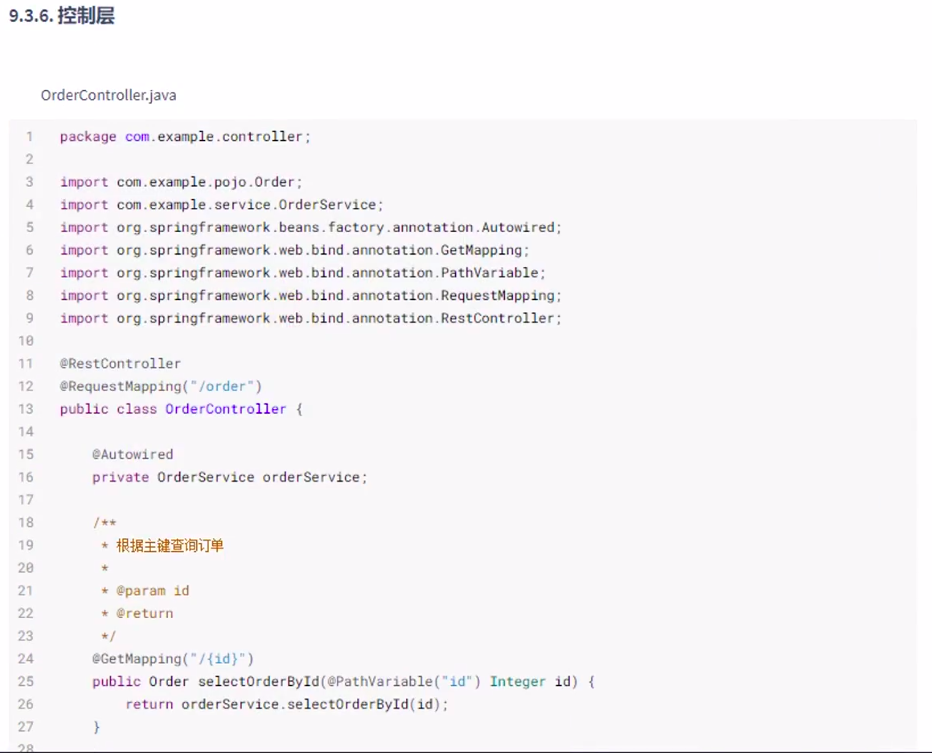 9.3.6. 控制层
OrderController.java
1 package com.example.controller;
2
3 import com.example.pojo.Order;
4 import com.example.service.OrderService;
5 import org.springframework.beans.factory.annotation.Autowired;
6 import org.springframework.web.bind.annotation.GetMapping;
7 import org.springframework.web.bind.annotation.PathVariable;
8 import org.springframework.web.bind.annotation.RequestMapping;
9 import org.springframework.web.bind.annotation.RestController;
10
11 @RestController
12 @RequestMapping("/order")
13 public class OrderController {
14
15     @Autowired
16     private OrderService orderService;
17
18     /**
19      * 根据主键查询订单
20      *
21      * @param id
22      * @return
23      */
24     @GetMapping("/{id}")
25     public Order selectOrderById(@PathVariable("id") Integer id) {
26         return orderService.selectOrderById(id);
27     }
28